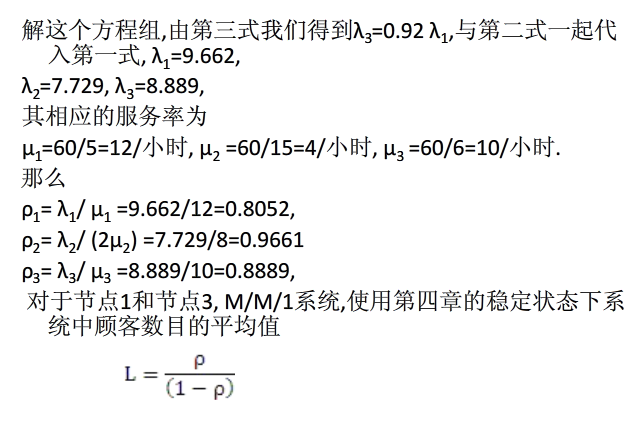 解这个方程组,由第三式我们得到λ₃=0.92 λ₁,与第二式一起代
入第一式, λ₁=9.662,
λ₂=7.729, λ₃=8.889,
其相应的服务率为
μ₁=60/5=12/小时, μ₂ =60/15=4/小时, μ₃ =60/6=10/小时.
那么
ρ₁= λ₁/ μ₁ =9.662/12=0.8052,
ρ₂= λ₂/ (2μ₂) =7.729/8=0.9661
ρ₃= λ₃/ μ₃ =8.889/10=0.8889,
对于节点1和节点3, M/M/1系统,使用第四章的稳定状态下系
统中顾客数目的平均值
L = ρ/(1 − ρ)